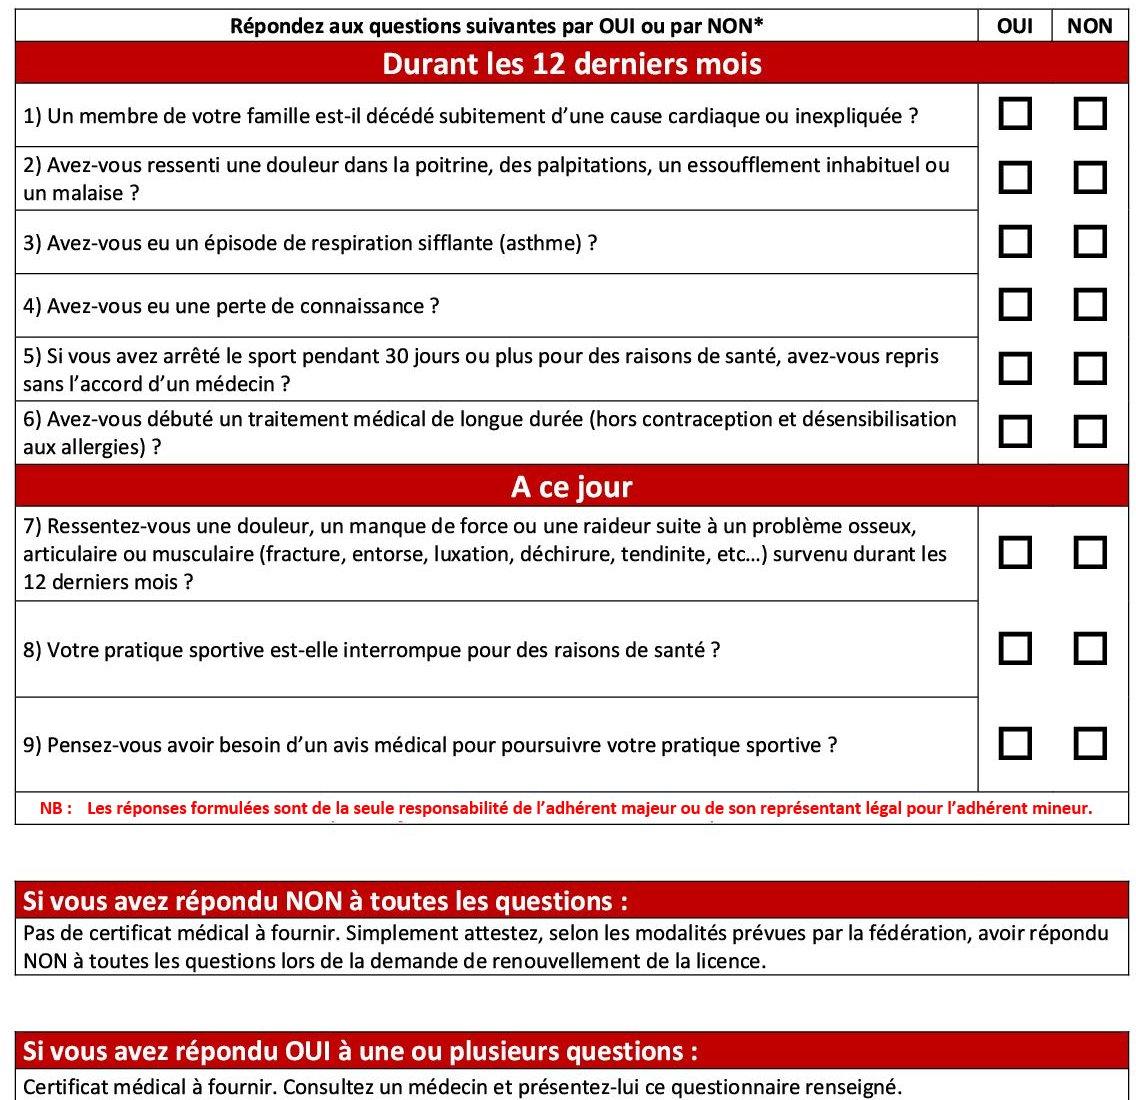 Répondez aux questions suivantes par OUI ou par NON* OUI NON
Durant les 12 derniers mois
1) Un membre de votre famille est-il décédé subitement d’une cause cardiaque ou inexpliquée ?
2) Avez-vous ressenti une douleur dans la poitrine, des palpitations, un essoufflement inhabituel ou
un malaise ?
3) Avez-vous eu un épisode de respiration sifflante (asthme) ?
4) Avez-vous eu une perte de connaissance ?
5) Si vous avez arrêté le sport pendant 30 jours ou plus pour des raisons de santé, avez-vous repris
sans l’accord d’un médecin ?
6) Avez-vous débuté un traitement médical de longue durée (hors contraception et désensibilisation
aux allergies) ?
A ce jour
7) Ressentez-vous une douleur, un manque de force ou une raideur suite à un problème osseux,
articulaire ou musculaire (fracture, entorse, luxation, déchirure, tendinite, etc…) survenu durant les
12 derniers mois ?
8) Votre pratique sportive est-elle interrompue pour des raisons de santé ?
9) Pensez-vous avoir besoin d’un avis médical pour poursuivre votre pratique sportive ?
NB : Les réponses formulées sont de la seule responsabilité de l’adhérent majeur ou de son représentant légal pour l’adhérent mineur.
Si vous avez répondu NON à toutes les questions :
Pas de certificat médical à fournir. Simplement attestez, selon les modalités prévues par la fédération, avoir répondu
NON à toutes les questions lors de la demande de renouvellement de la licence.
Si vous avez répondu OUI à une ou plusieurs questions :
Certificat médical à fournir. Consultez un médecin et présentez-lui ce questionnaire renseigné.